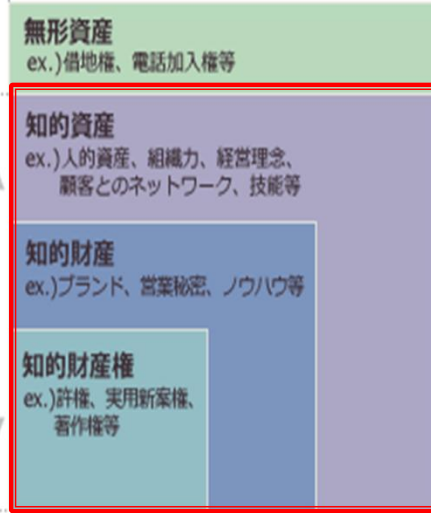 無形資産
ex.)借地権、電話加入権等
知的資産
ex.)人的資産、組織力、経営理念、
顧客とのネットワーク、技能等
知的財産
ex.)ブランド、営業秘密、ノウハウ等
知的財産権
ex.)許権、実用新案権、
著作権等